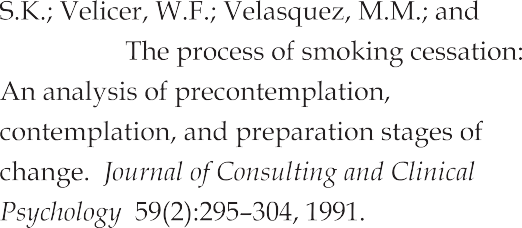 S.K.; Velicer, W.F.; Velasquez, M.M.; and
The process of smoking cessation:
An analysis of precontemplation,
contemplation, and preparation stages of
change. Journal of Consulting and Clinical
Psychology 59(2):295–304, 1991.